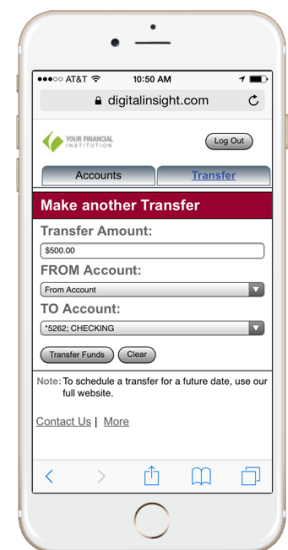 AT&T 10:50 AM
digitalinsight.com
YOUR FINANCIAL
INSTITUTION
Log Out
Accounts Transfer
Make another Transfer
Transfer Amount:
$500.00
FROM Account:
From Account
TO Account:
*5262; CHECKING
Transfer Funds Clear
Note: To schedule a transfer for a future date, use our
full website.
Contact Us | More